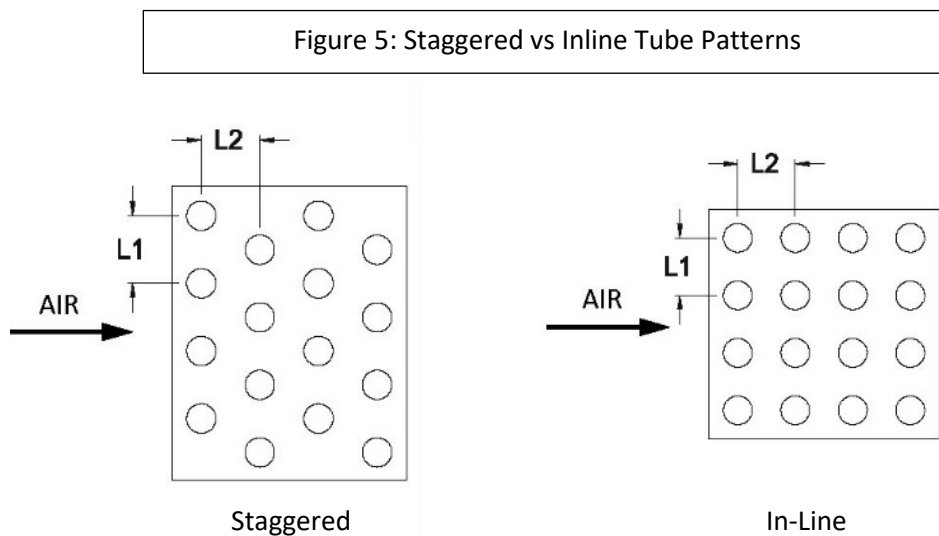 Figure 5: Staggered vs Inline Tube Patterns
L2
L1
AIR
Staggered
L2
L1
AIR
In-Line